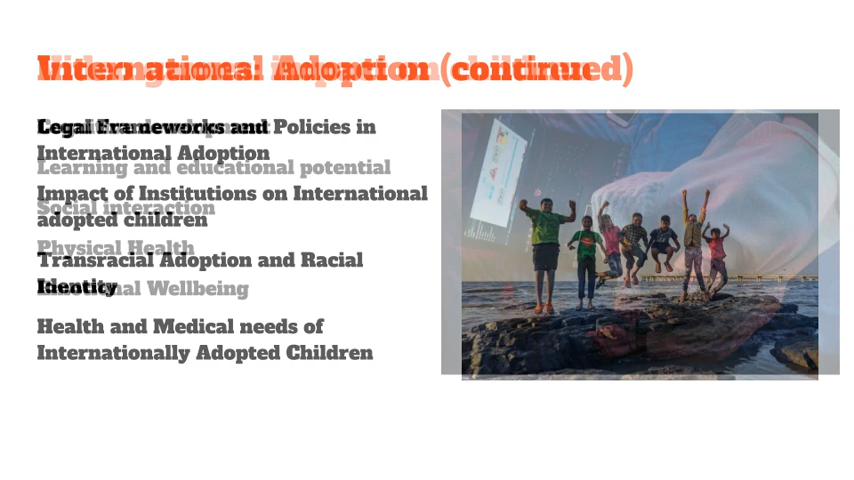 International Adoption (continued)
Legal Frameworks and Policies in
International Adoption
Learning and educational potential
Impact of Institutions on International
Social interaction
adopted children
Physical Health
Transracial Adoption and Racial
Identity
Wellbeing
Health and Medical needs of
Internationally Adopted Children